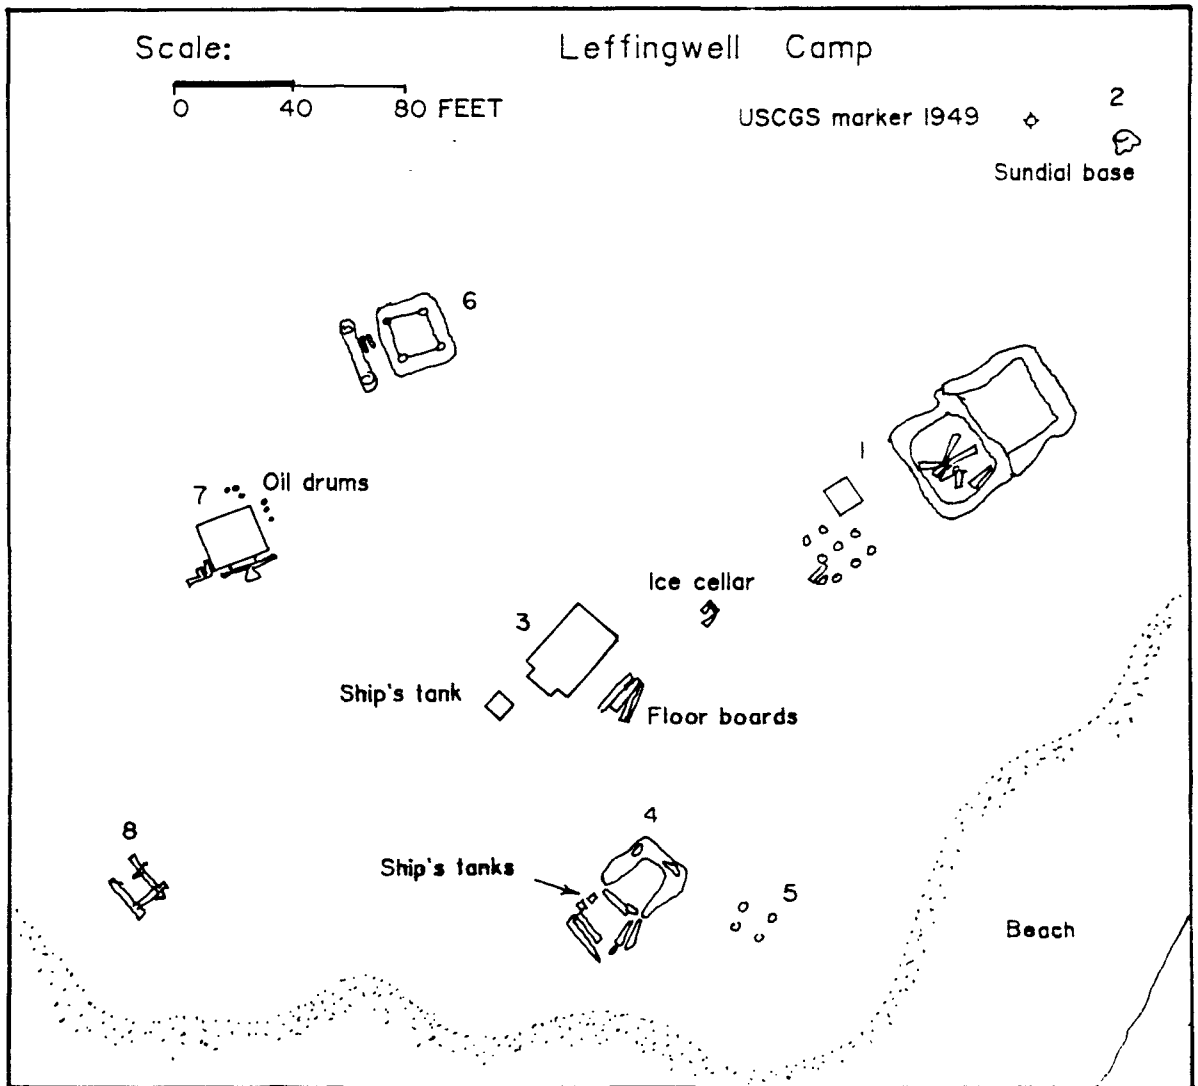 Scale:
Leffingwell Camp
0 40 80 FEET
USCGS marker 1949
2
Sundial base
6
1
7
Oil drums
Ice cellar
3
Ship's tank
Floor boards
4
8
Ship's tanks
5
Beach